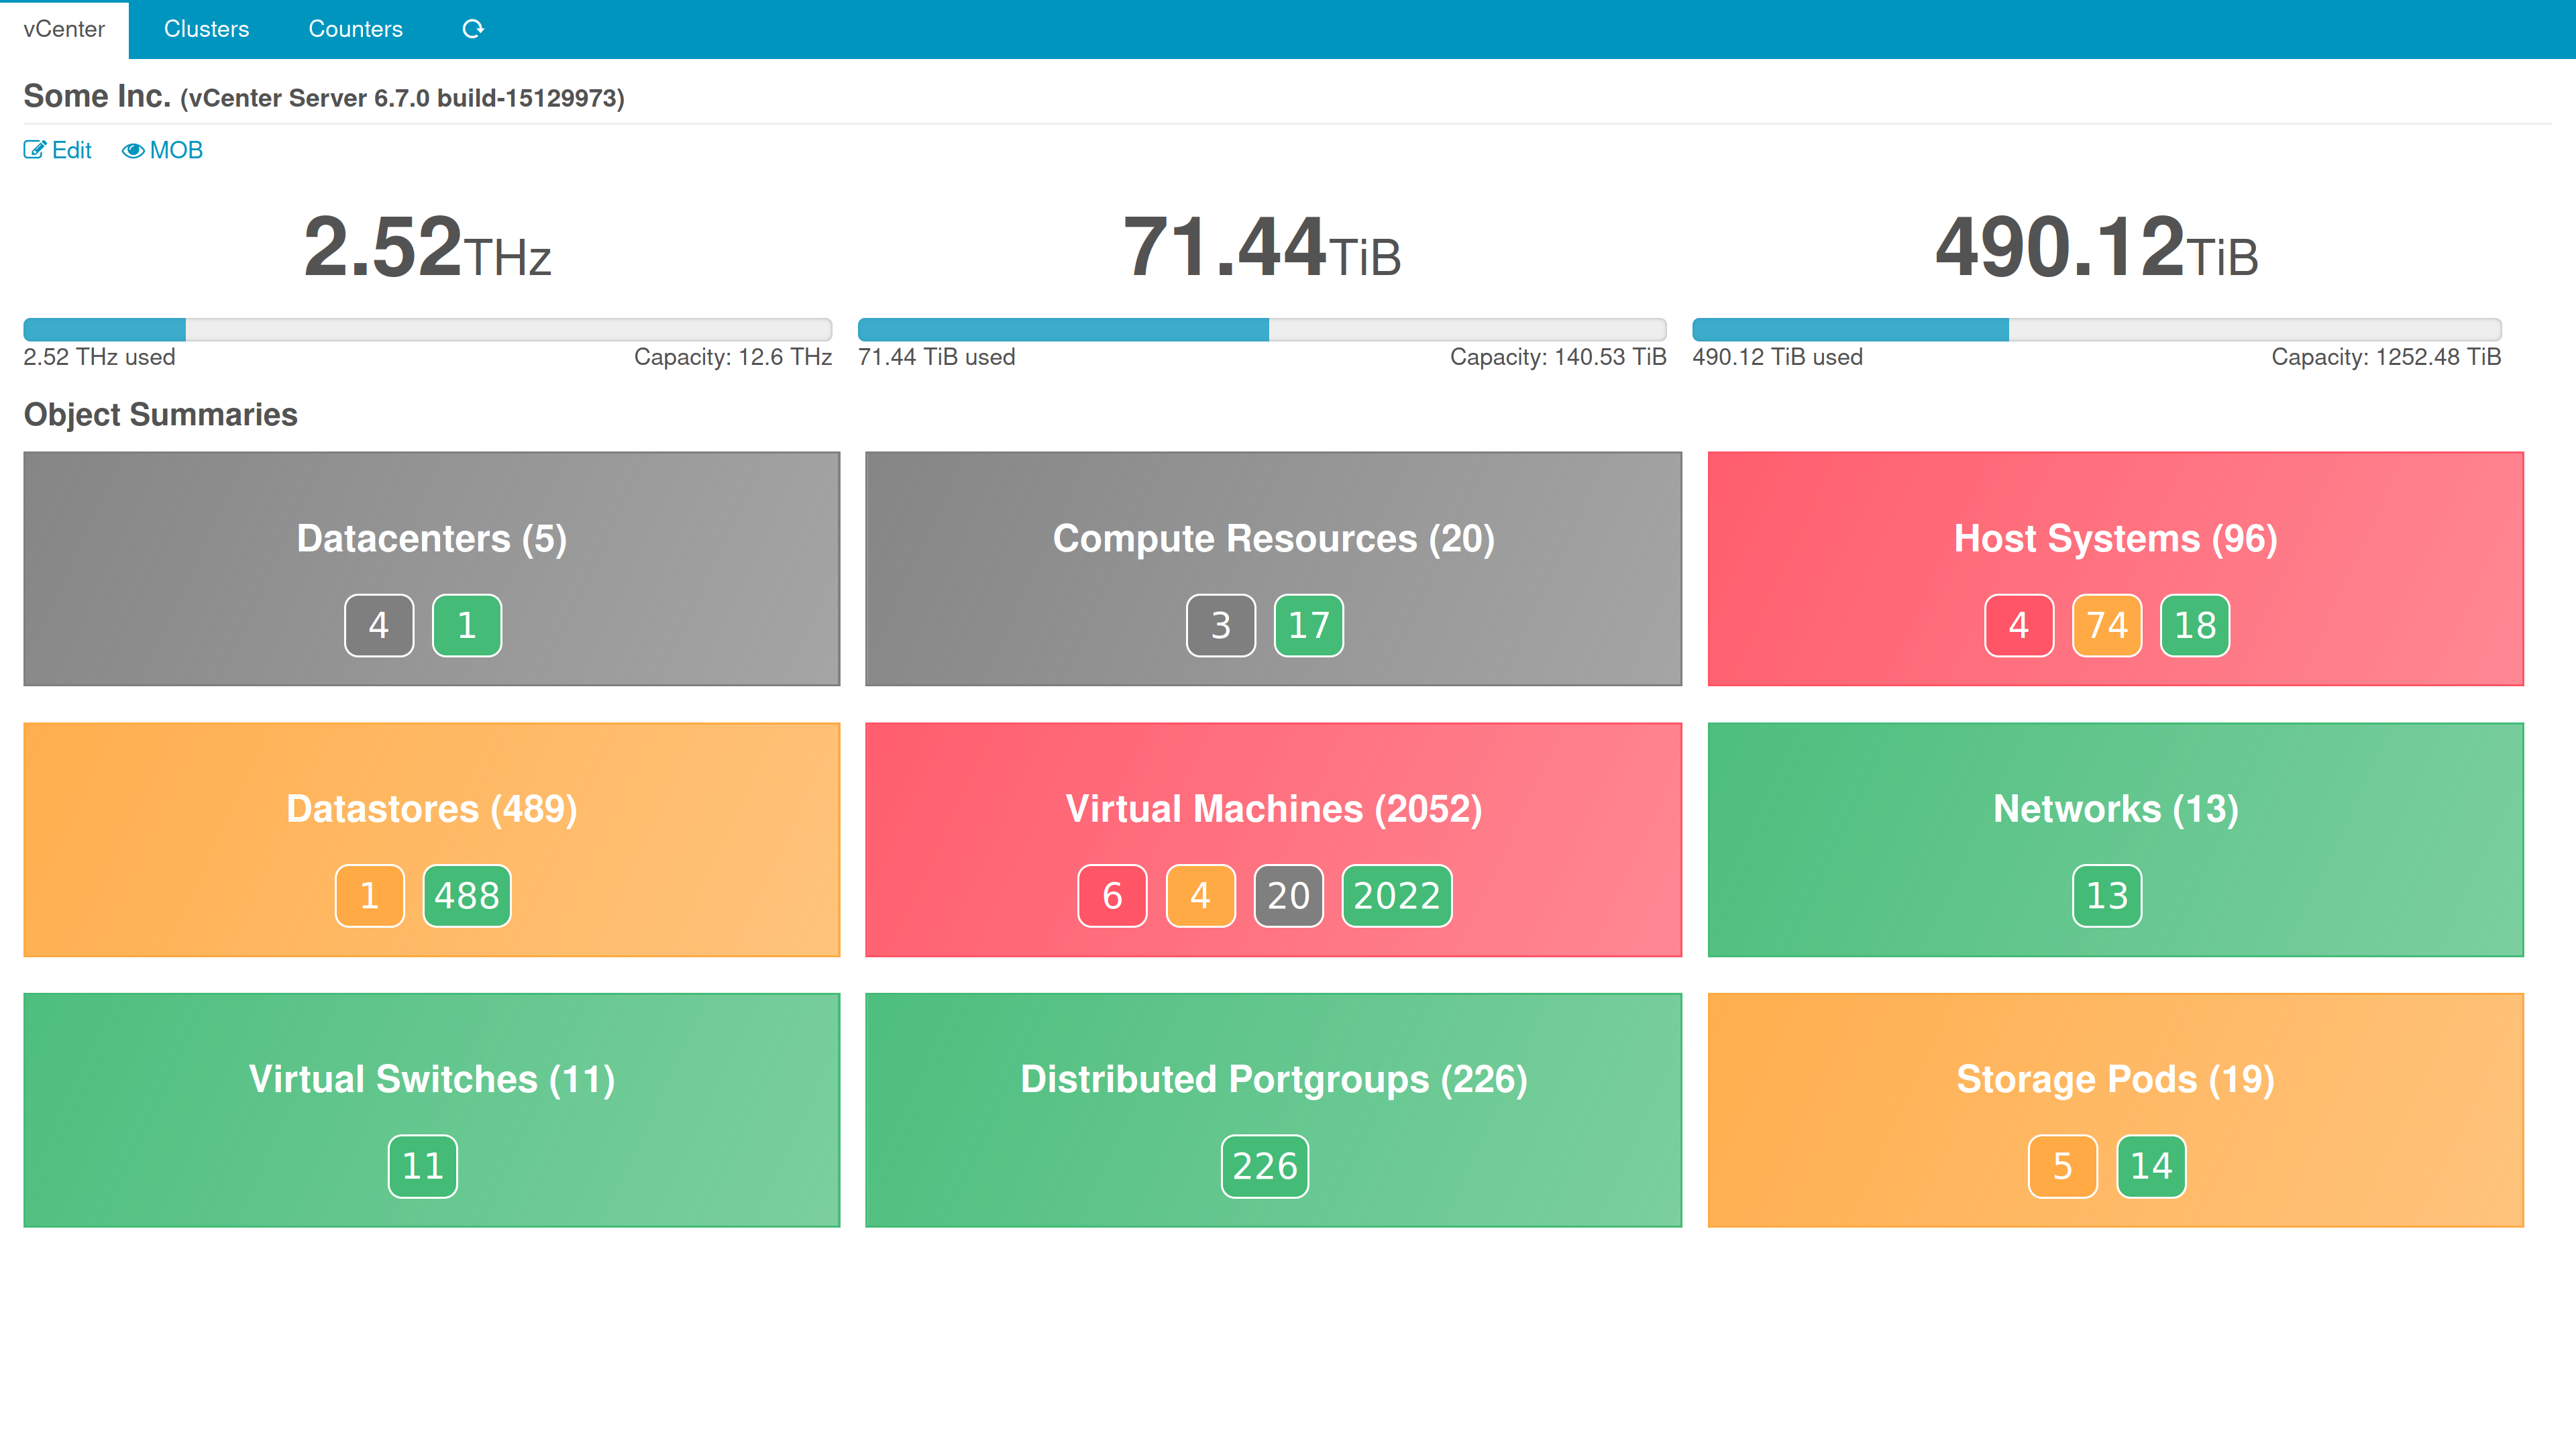 vCenter Clusters Counters
Some Inc. (vCenter Server 6.7.0 build-15129973)
Edit MOB
2.52THz 71.44TiB 490.12TiB
2.52 THz used Capacity: 12.6 THz 71.44 TiB used Capacity: 140.53 TiB 490.12 TiB used Capacity: 1252.48 TiB
Object Summaries
Datacenters (5) Compute Resources (20) Host Systems (96)
4 1 3 17 4 74 18
Datastores (489) Virtual Machines (2052) Networks (13)
1 488 6 4 20 2022 13
Virtual Switches (11) Distributed Portgroups (226) Storage Pods (19)
11 226 5 14